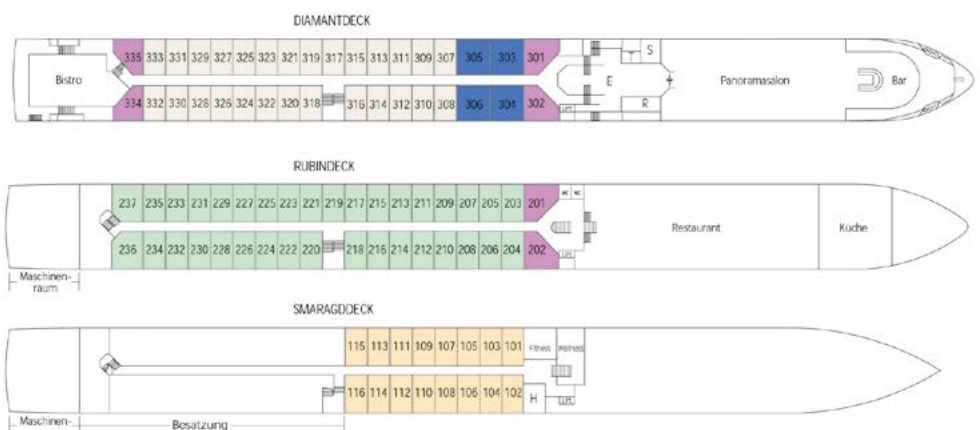 DIAMANTDECK
335 333 331 329 327 325 323 321 319 317 315 313 311 309 307 305 303 301
S
T
Bistro
E
Panoramasalon
Bar
334 332 330 328 326 324 322 320 318 316 314 312 310 308 306 304 302
R
Lift
RUBINDECK
237 235 233 231 229 227 225 223 221 219 217 215 213 211 209 207 205 203 201
Restaurant
Küche
236 234 232 230 228 226 224 222 220 218 216 214 212 210 208 206 204 202
Lift
Maschinen-
raum
SMARAGDDECK
115 113 111 109 107 105 103 101 Fitness Wellness
116 114 112 110 108 106 104 102 H
Lift
Maschinen-
Besatzung